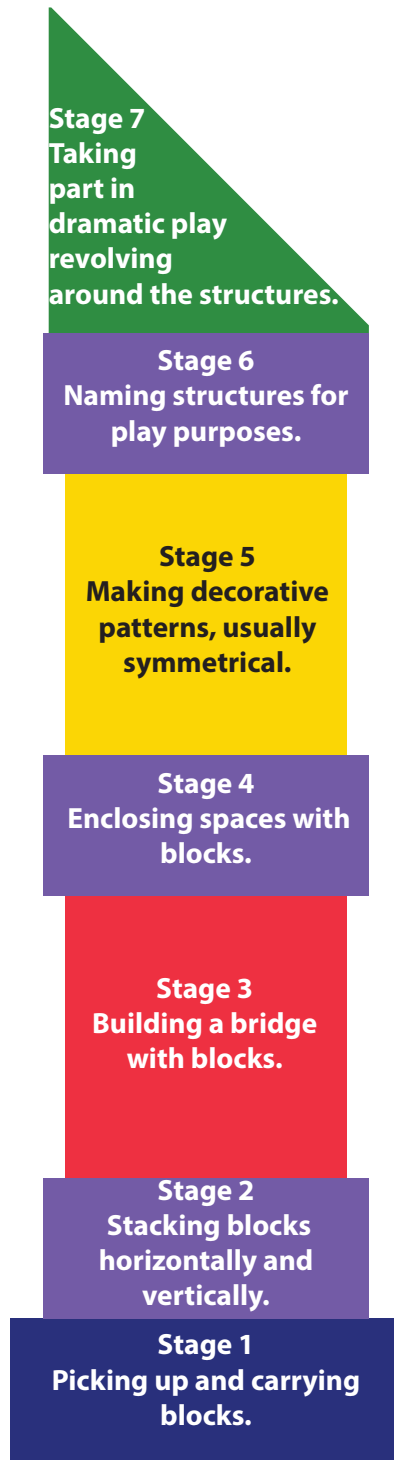 Stage 7
Taking
part in
dramatic play
revolving
around the structures.
Stage 6
Naming structures for
play purposes.
Stage 5
Making decorative
patterns, usually
symmetrical.
Stage 4
Enclosing spaces with
blocks.
Stage 3
Building a bridge
with blocks.
Stage 2
Stacking blocks
horizontally and
vertically.
Stage 1
Picking up and carrying
blocks.